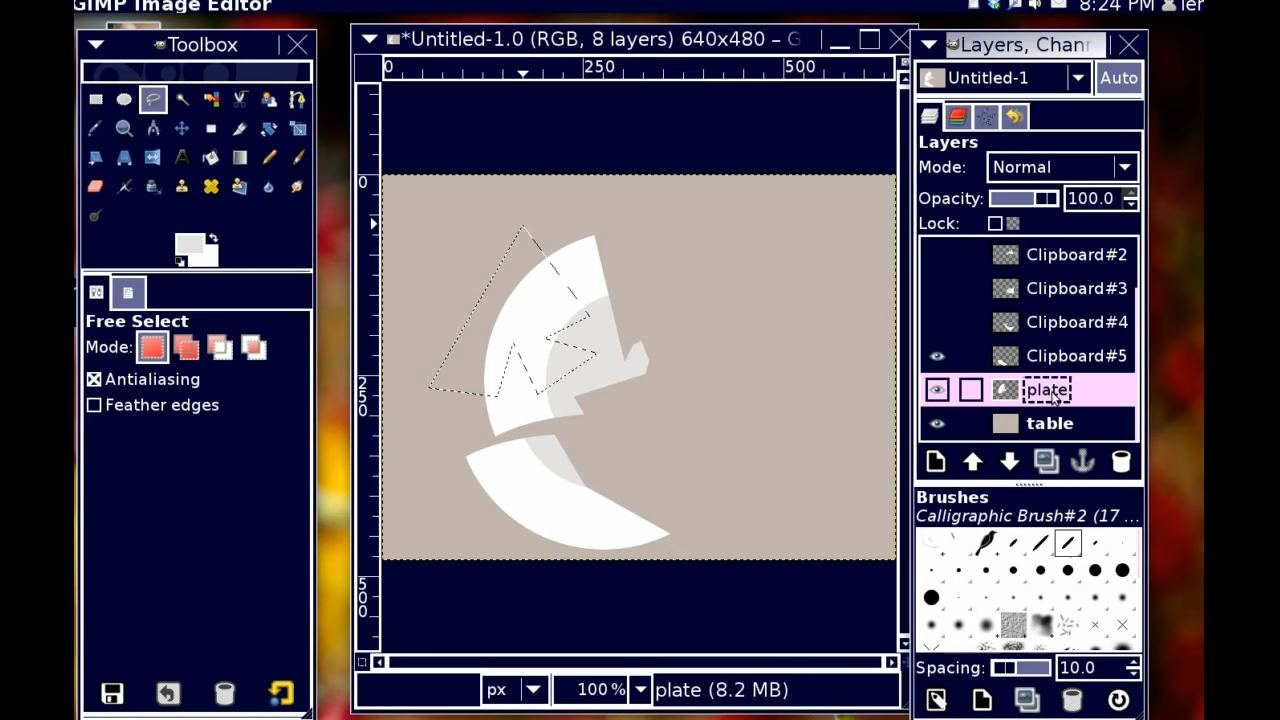 GIMP Image Editor
8:24 PM
Toolbox
*Untitled-1.0 (RGB, 8 layers) 640x480 – G
Layers, Chan
0
250
500
0
250
500
Untitled-1
Auto
Layers
Mode:
Normal
Opacity:
100.0
Lock:
Clipboard#2
Clipboard#3
Clipboard#4
Clipboard#5
plate
table
Free Select
Mode:
Antialiasing
Feather edges
Brushes
Calligraphic Brush#2 (17 ...
Spacing:
10.0
px
100 %
plate (8.2 MB)